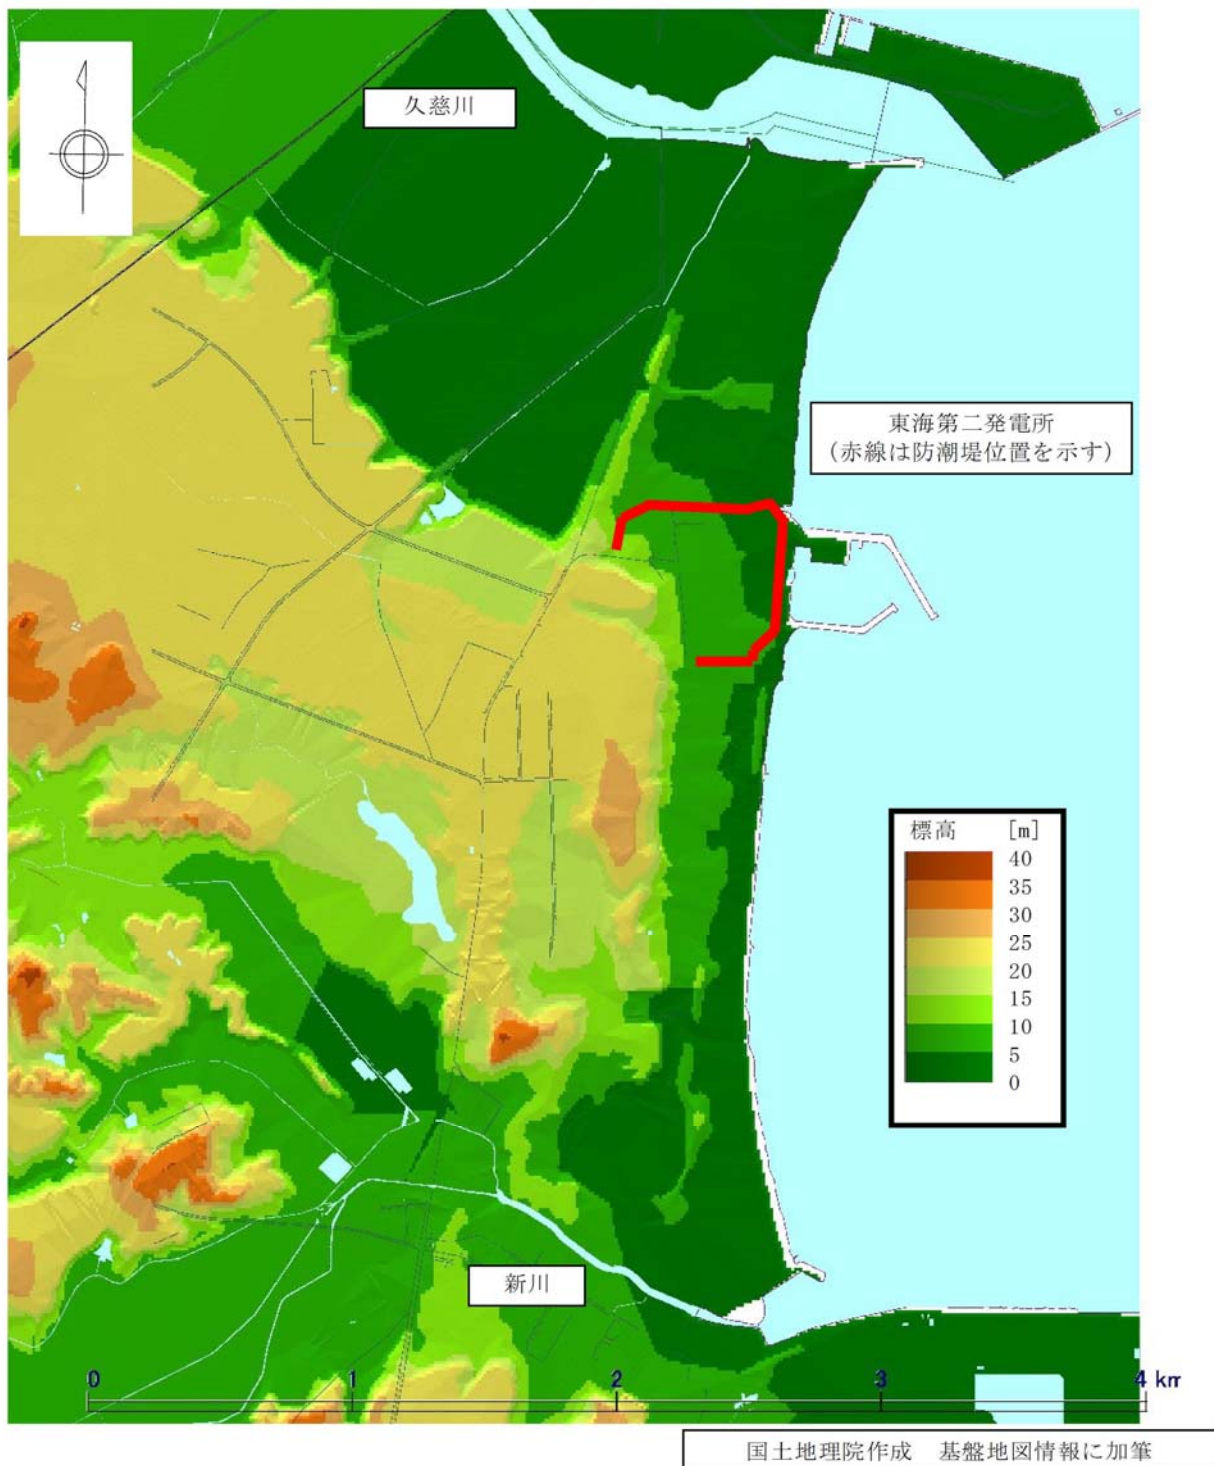 久慈川
東海第二発電所
（赤線は防潮堤位置を示す）
標高 [m]
40
35
30
25
20
15
10
5
0
新川
0 1 2 3 4 km
国土地理院作成　基盤地図情報に加筆